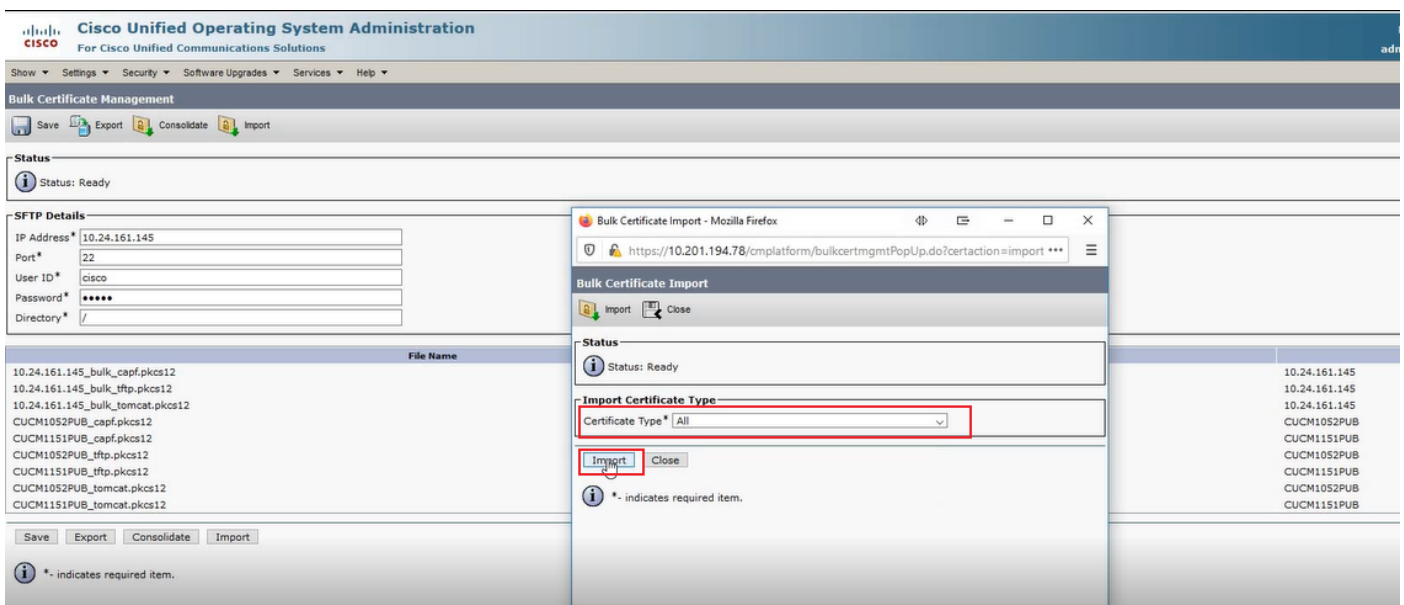 Cisco Unified Operating System Administration
CISCO
For Cisco Unified Communications Solutions
adm
Show Settings Security Software Upgrades Services Help
Bulk Certificate Management
Save Export Consolidate Import
Status
Status: Ready
SFTP Details
IP Address* 10.24.161.145
Port* 22
User ID* cisco
Password* •••••
Directory* /
File Name
10.24.161.145_bulk_capf.pkcs12 10.24.161.145
10.24.161.145_bulk_tftp.pkcs12 10.24.161.145
10.24.161.145_bulk_tomcat.pkcs12 10.24.161.145
CUCM1052PUB_capf.pkcs12 CUCM1052PUB
CUCM1151PUB_capf.pkcs12 CUCM1151PUB
CUCM1052PUB_tftp.pkcs12 CUCM1052PUB
CUCM1151PUB_tftp.pkcs12 CUCM1151PUB
CUCM1052PUB_tomcat.pkcs12 CUCM1052PUB
CUCM1151PUB_tomcat.pkcs12 CUCM1151PUB
Save Export Consolidate Import
*- indicates required item.
Bulk Certificate Import - Mozilla Firefox
https://10.201.194.78/cmplatform/bulkcertmgmtPopUp.do?certaction=import •••
Bulk Certificate Import
Import Close
Status
Status: Ready
Import Certificate Type
Certificate Type* All
Import Close
*- indicates required item.